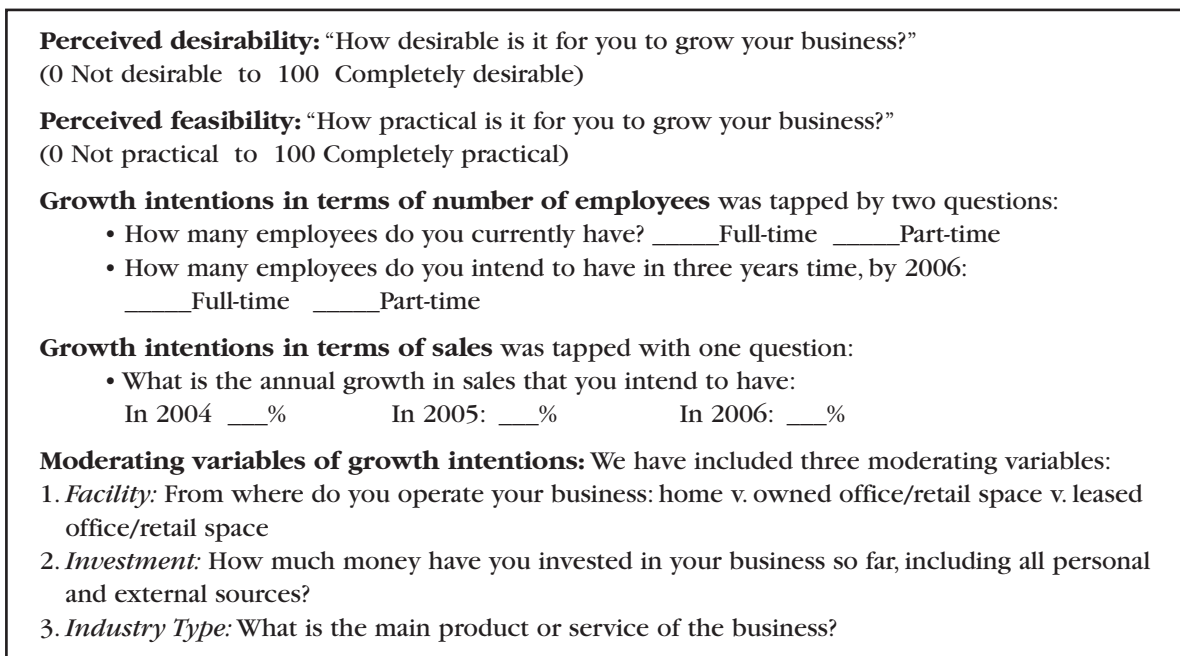 Perceived desirability: “How desirable is it for you to grow your business?”
(0 Not desirable to 100 Completely desirable)
Perceived feasibility: “How practical is it for you to grow your business?”
(0 Not practical to 100 Completely practical)
Growth intentions in terms of number of employees was tapped by two questions:
• How many employees do you currently have? _____Full-time _____Part-time
• How many employees do you intend to have in three years time, by 2006:
_____Full-time _____Part-time
Growth intentions in terms of sales was tapped with one question:
• What is the annual growth in sales that you intend to have:
In 2004 ___% In 2005: ___% In 2006: ___%
Moderating variables of growth intentions: We have included three moderating variables:
1. Facility: From where do you operate your business: home v. owned office/retail space v. leased
office/retail space
2. Investment: How much money have you invested in your business so far, including all personal
and external sources?
3. Industry Type: What is the main product or service of the business?